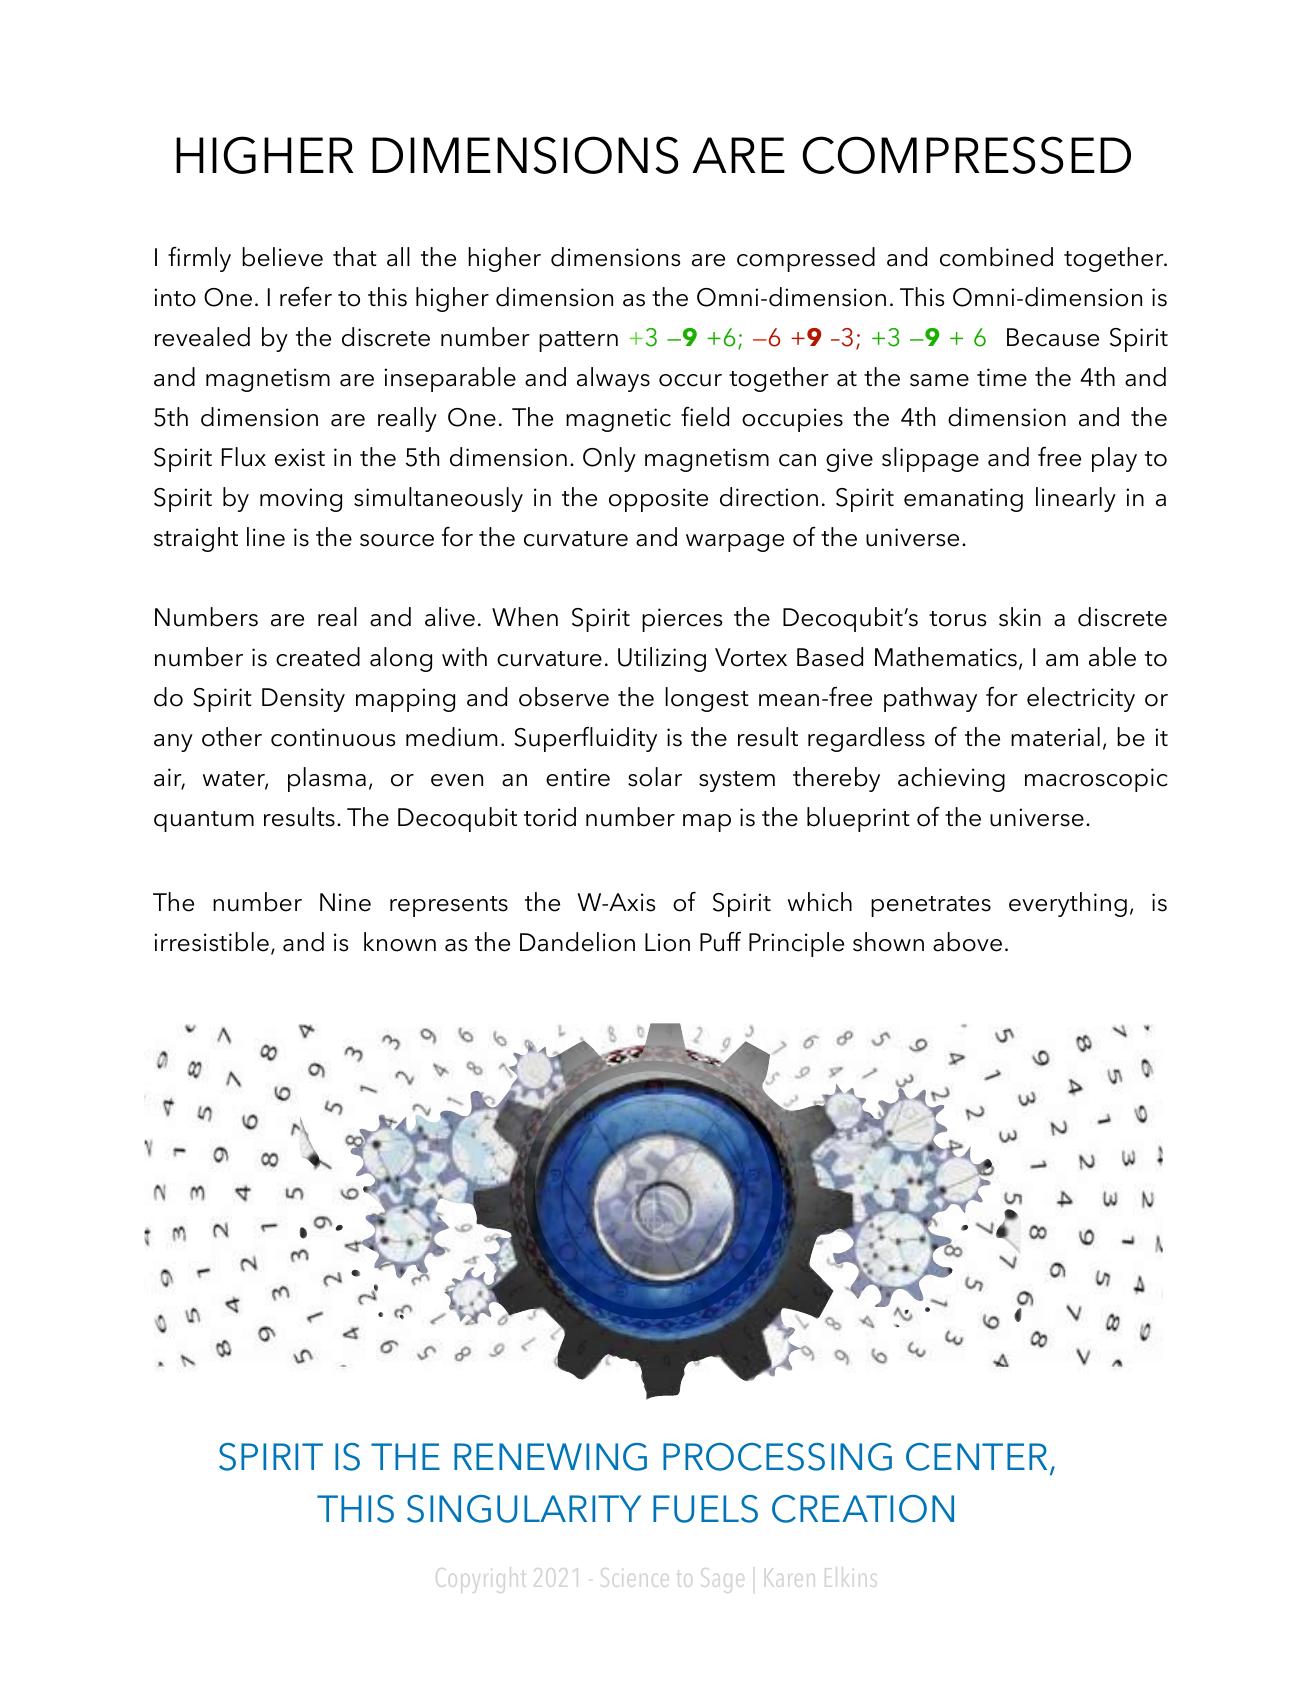 HIGHER DIMENSIONS ARE COMPRESSED
I firmly believe that all the higher dimensions are compressed and combined together.
into One. I refer to this higher dimension as the Omni-dimension. This Omni-dimension is
revealed by the discrete number pattern +3 –9 +6; –6 +9 -3; +3 –9 + 6 Because Spirit
and magnetism are inseparable and always occur together at the same time the 4th and
5th dimension are really One. The magnetic field occupies the 4th dimension and the
Spirit Flux exist in the 5th dimension. Only magnetism can give slippage and free play to
Spirit by moving simultaneously in the opposite direction. Spirit emanating linearly in a
straight line is the source for the curvature and warpage of the universe.
Numbers are real and alive. When Spirit pierces the Decoqubit’s torus skin a discrete
number is created along with curvature. Utilizing Vortex Based Mathematics, I am able to
do Spirit Density mapping and observe the longest mean-free pathway for electricity or
any other continuous medium. Superfluidity is the result regardless of the material, be it
air, water, plasma, or even an entire solar system thereby achieving macroscopic
quantum results. The Decoqubit torid number map is the blueprint of the universe.
The number Nine represents the W-Axis of Spirit which penetrates everything, is
irresistible, and is known as the Dandelion Lion Puff Principle shown above.
SPIRIT IS THE RENEWING PROCESSING CENTER,
THIS SINGULARITY FUELS CREATION
Copyright 2021 - Science to Sage | Karen Elkins